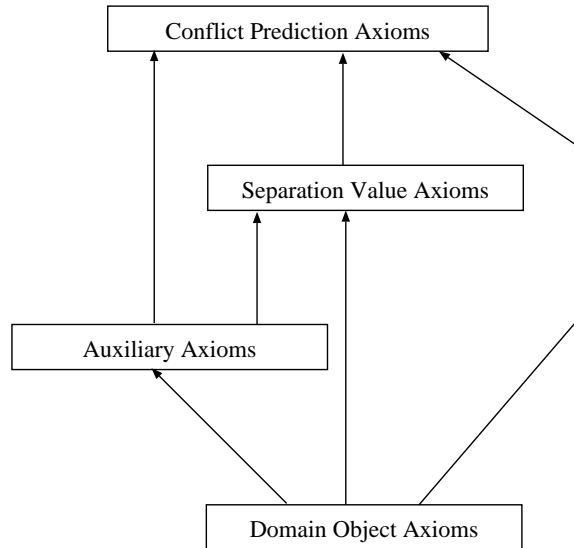 Conflict Prediction Axioms
Separation Value Axioms
Auxiliary Axioms
Domain Object Axioms